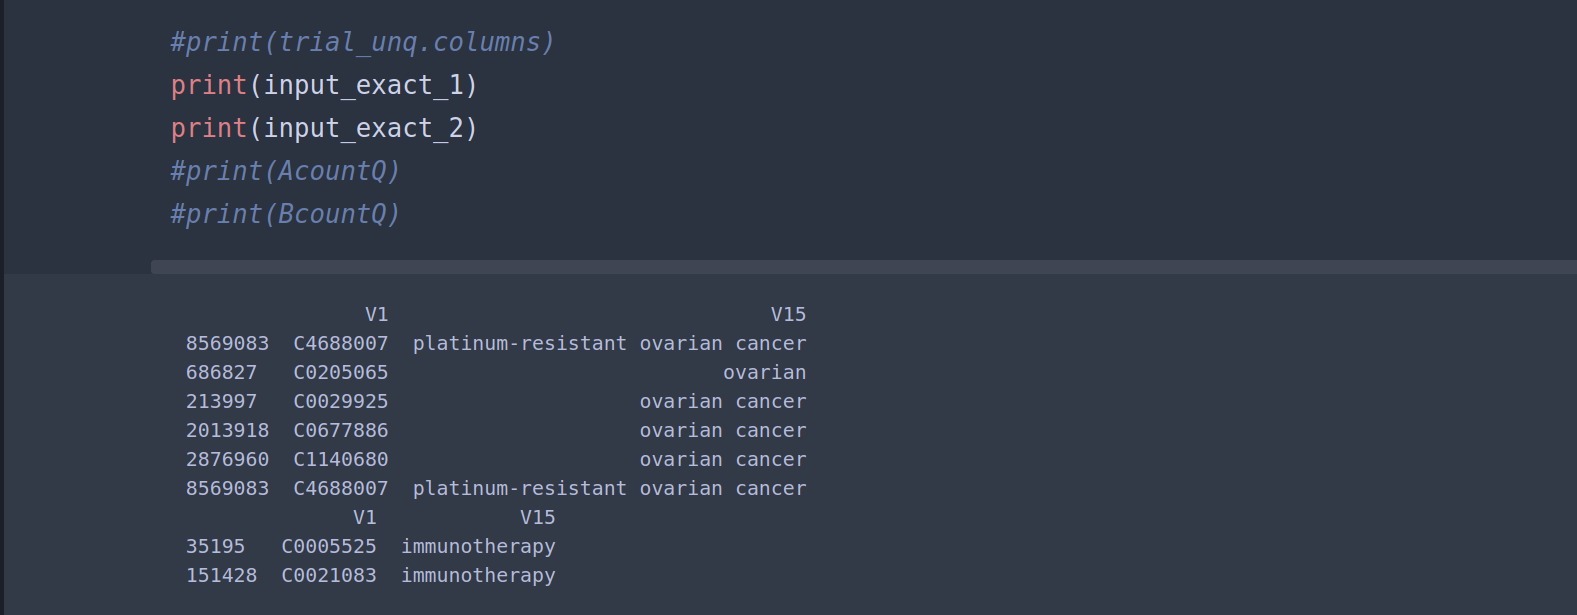 #print(trial_unq.columns)
print(input_exact_1)
print(input_exact_2)
#print(AcountQ)
#print(BcountQ)
V1 V15
8569083 C4688007 platinum-resistant ovarian cancer
686827 C0205065 ovarian
213997 C0029925 ovarian cancer
2013918 C0677886 ovarian cancer
2876960 C1140680 ovarian cancer
8569083 C4688007 platinum-resistant ovarian cancer
V1 V15
35195 C0005525 immunotherapy
151428 C0021083 immunotherapy